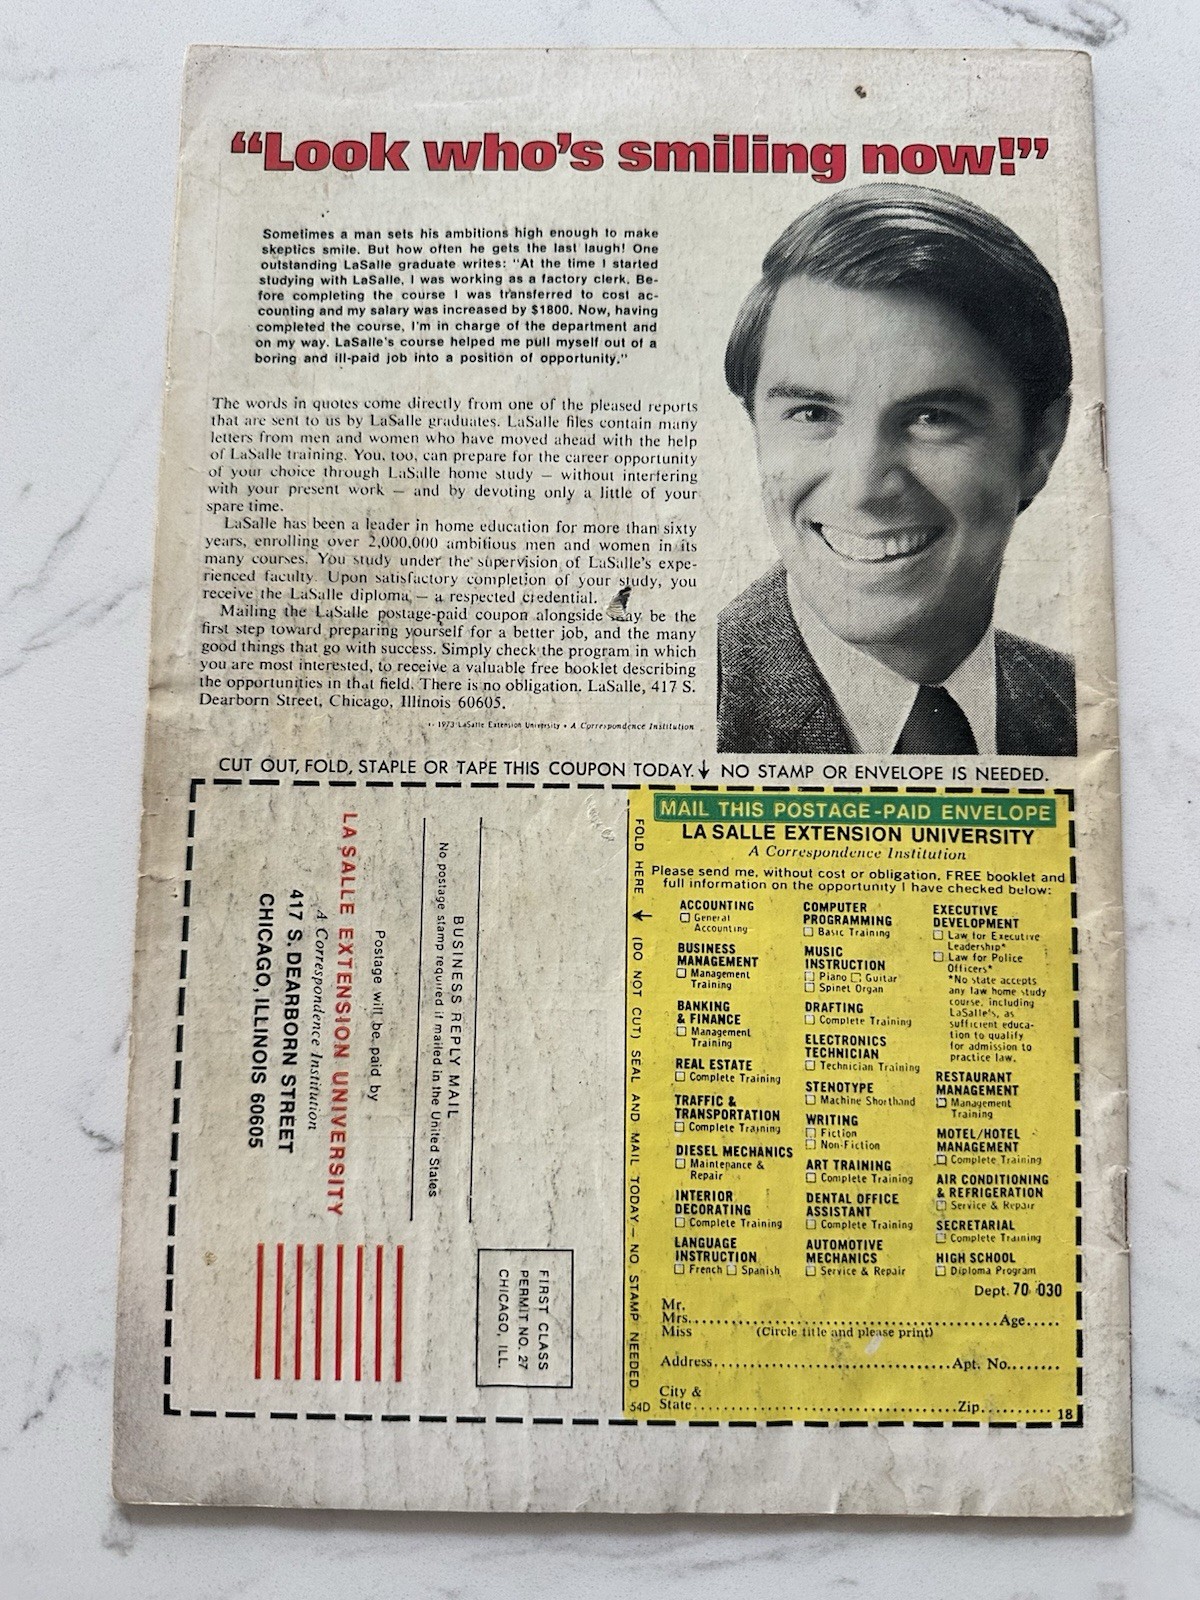 “Look who’s smiling now!”
Sometimes a man sets his ambitions high enough to make
skeptics smile. But how often he gets the last laugh! One
outstanding LaSalle graduate writes: "At the time I started
studying with LaSalle, I was working as a factory clerk. Be-
fore completing the course I was transferred to cost ac-
counting and my salary was increased by $1800. Now, having
completed the course, I'm in charge of the department and
on my way. LaSalle's course helped me pull myself out of a
boring and ill-paid job into a position of opportunity."
The words in quotes come directly from one of the pleased reports
that are sent to us by LaSalle graduates. LaSalle files contain many
letters from men and women who have moved ahead with the help
of LaSalle training. You, too, can prepare for the career opportunity
of your choice through LaSalle home study — without interfering
with your present work — and by devoting only a little of your
spare time.
LaSalle has been a leader in home education for more than sixty
years, enrolling over 2,000,000 ambitious men and women in its
many courses. You study under the supervision of LaSalle's expe-
rienced faculty. Upon satisfactory completion of your study, you
receive the LaSalle diploma — a respected credential.
Mailing the LaSalle postage-paid coupon alongside may be the
first step toward preparing yourself for a better job, and the many
good things that go with success. Simply check the program in which
you are most interested, to receive a valuable free booklet describing
the opportunities in that field. There is no obligation. LaSalle, 417 S.
Dearborn Street, Chicago, Illinois 60605.
1973 LaSalle Extension University • A Correspondence Institution
CUT OUT, FOLD, STAPLE OR TAPE THIS COUPON TODAY. ↓ NO STAMP OR ENVELOPE IS NEEDED.
FIRST CLASS
PERMIT NO. 27
CHICAGO, ILL.
BUSINESS REPLY MAIL
No postage stamp required if mailed in the United States
Postage will be paid by
LA SALLE EXTENSION UNIVERSITY
A Correspondence Institution
417 S. DEARBORN STREET
CHICAGO, ILLINOIS 60605
FOLD HERE ↓ (DO NOT CUT) SEAL AND MAIL TODAY — NO STAMP NEEDED
54D
MAIL THIS POSTAGE-PAID ENVELOPE
LA SALLE EXTENSION UNIVERSITY
A Correspondence Institution
Please send me, without cost or obligation, FREE booklet and
full information on the opportunity I have checked below:
ACCOUNTING
☐ General
Accounting
BUSINESS
MANAGEMENT
☐ Management
Training
BANKING
& FINANCE
☐ Management
Training
REAL ESTATE
☐ Complete Training
TRAFFIC &
TRANSPORTATION
☐ Complete Training
DIESEL MECHANICS
☐ Maintenance &
Repair
INTERIOR
DECORATING
☐ Complete Training
LANGUAGE
INSTRUCTION
☐ French ☐ Spanish
COMPUTER
PROGRAMMING
☐ Basic Training
MUSIC
INSTRUCTION
☐ Piano ☐ Guitar
☐ Spinet Organ
DRAFTING
☐ Complete Training
ELECTRONICS
TECHNICIAN
☐ Technician Training
STENOTYPE
☐ Machine Shorthand
WRITING
☐ Fiction
☐ Non-Fiction
ART TRAINING
☐ Complete Training
DENTAL OFFICE
ASSISTANT
☐ Complete Training
AUTOMOTIVE
MECHANICS
☐ Service & Repair
EXECUTIVE
DEVELOPMENT
☐ Law for Executive
Leadership*
☐ Law for Police
Officers*
*No state accepts
any law home study
course, including
LaSalle's, as
sufficient educa-
tion to qualify
for admission to
practice law.
RESTAURANT
MANAGEMENT
☐ Management
Training
MOTEL/HOTEL
MANAGEMENT
☐ Complete Training
AIR CONDITIONING
& REFRIGERATION
☐ Service & Repair
SECRETARIAL
☐ Complete Training
HIGH SCHOOL
☐ Diploma Program
Dept. 70 030
Mr.
Mrs. Age
Miss (Circle title and please print)
Address Apt. No.
City &
State Zip
18